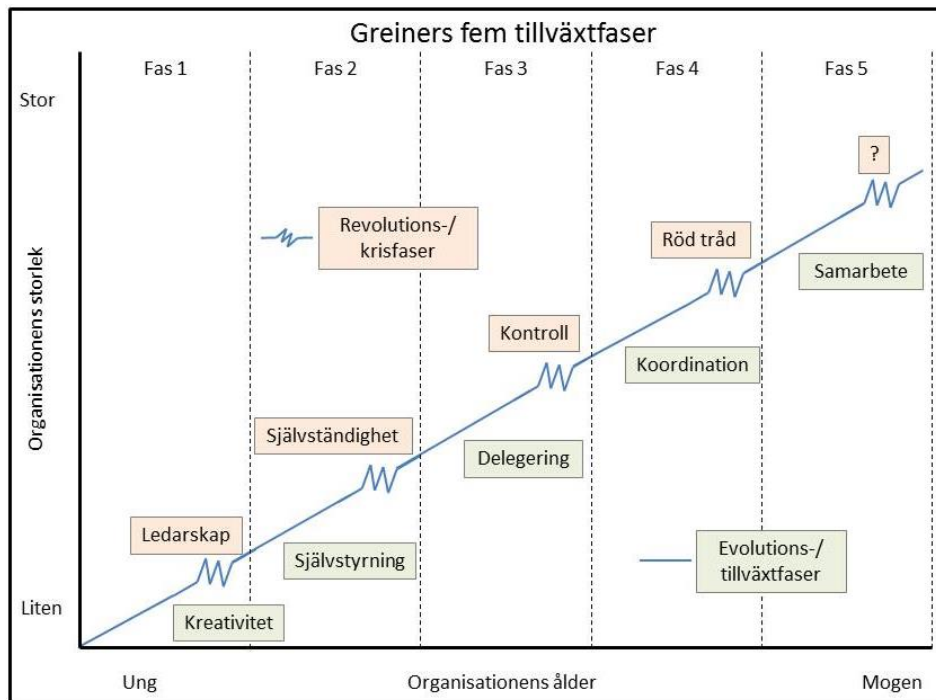 Greiners fem tillväxtfaser
Fas 1
Fas 2
Fas 3
Fas 4
Fas 5
Stor
?
Revolutions-/
krisfaser
Röd tråd
Samarbete
Organisationens storlek
Kontroll
Koordination
Självständighet
Delegering
Ledarskap
Självstyrning
Evolutions-/
tillväxtfaser
Liten
Kreativitet
Ung
Organisationens ålder
Mogen